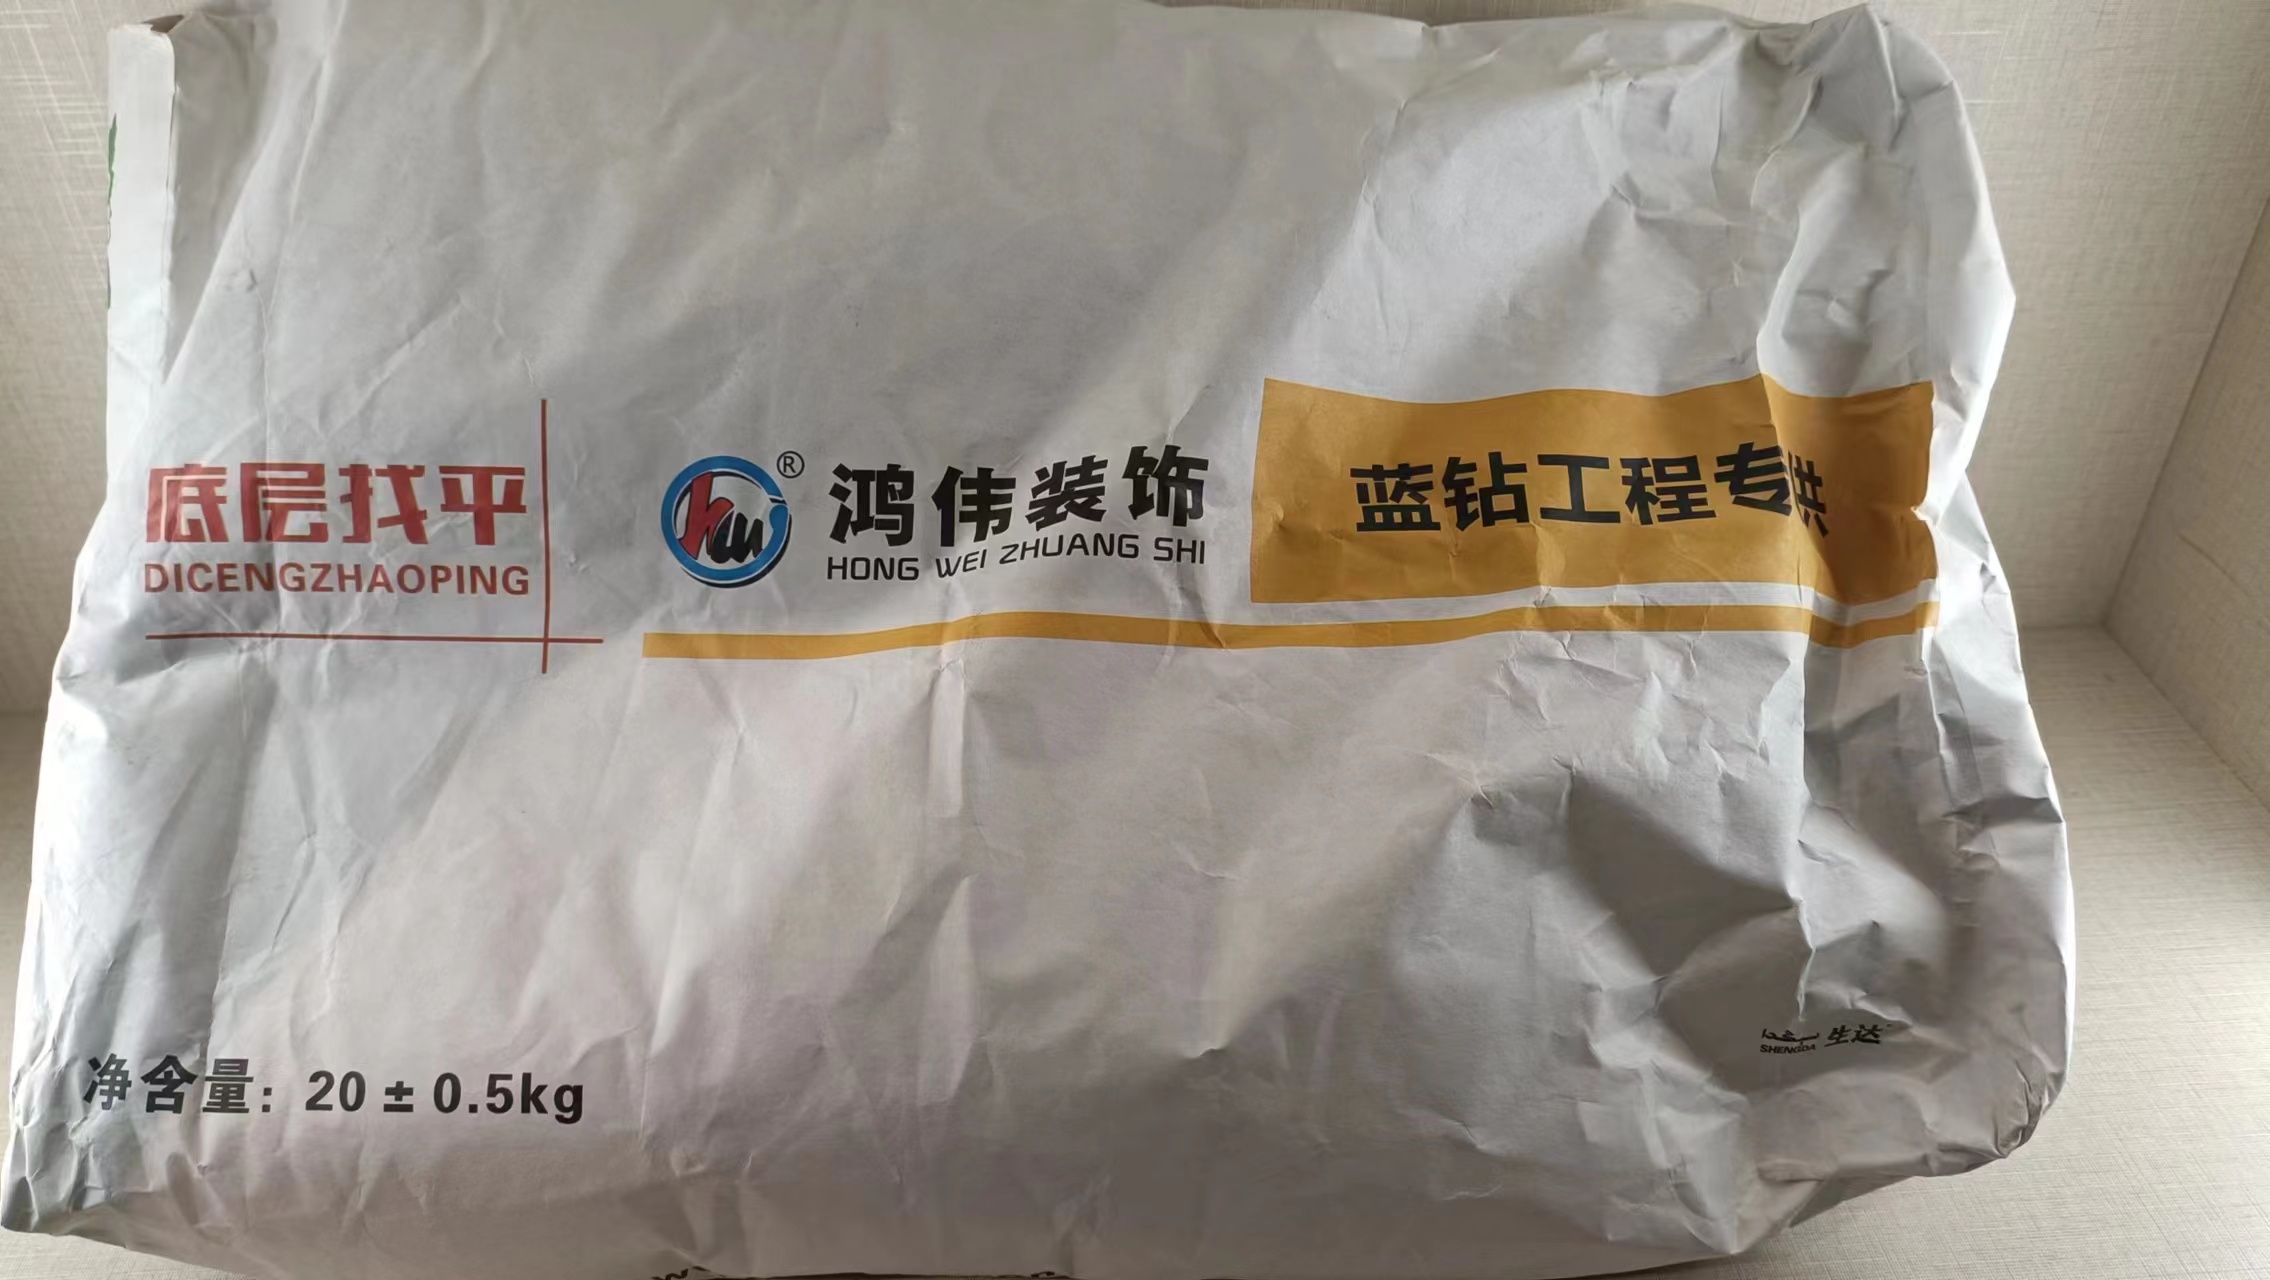 底层找平
DICENGZHAOPING
hw
®
鸿伟装饰
HONG WEI ZHUANG SHI
蓝钻工程专供
净含量：20±0.5kg
生达
SHENGDA